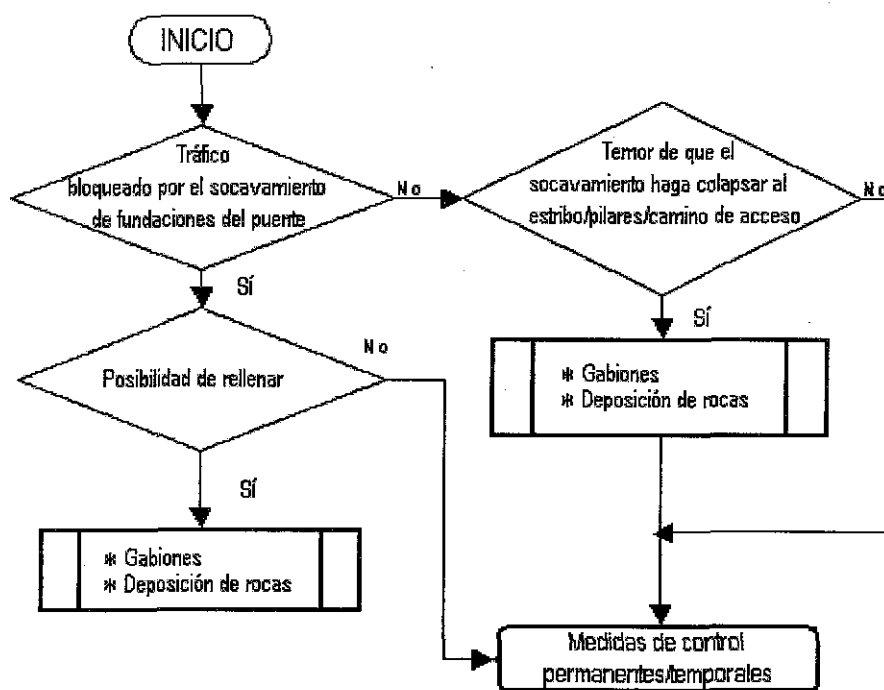 INICIO
Tráfico
bloqueado por el socavamiento
de fundaciones del puente
No
Temor de que el
socavamiento haga colapsar al
estribo/pilares/camino de acceso
No
Sí
Sí
Posibilidad de rellenar
No
* Gabiones
* Deposición de rocas
Sí
* Gabiones
* Deposición de rocas
Medidas de control
permanentes/temporales